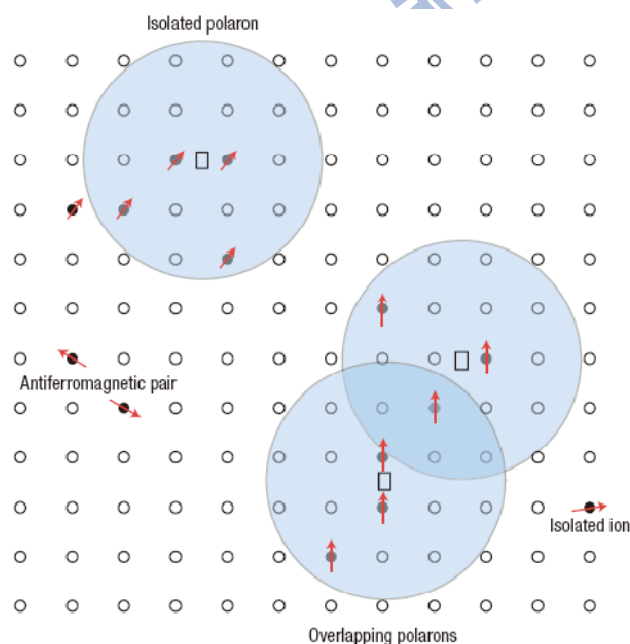 Isolated polaron
Antiferromagnetic pair
Isolated ion
Overlapping polarons